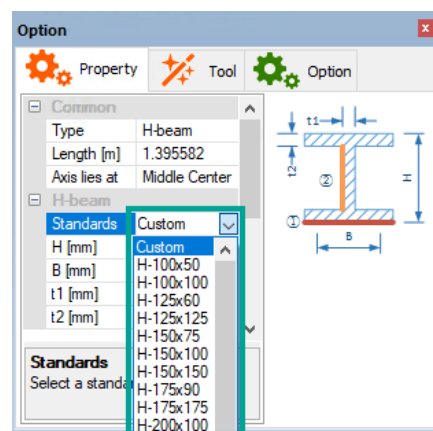 Option
x
Property Tool Option
Common
Type H-beam
Length [m] 1.395582
Axis lies at Middle Center
H-beam
Standards Custom
H [mm]
B [mm]
t1 [mm]
t2 [mm]
Custom
H-100x50
H-100x100
H-125x60
H-125x125
H-150x75
H-150x100
H-150x150
H-175x90
H-175x175
H-200x100
Standards
Select a standa
t1
t2
②
H
①
B